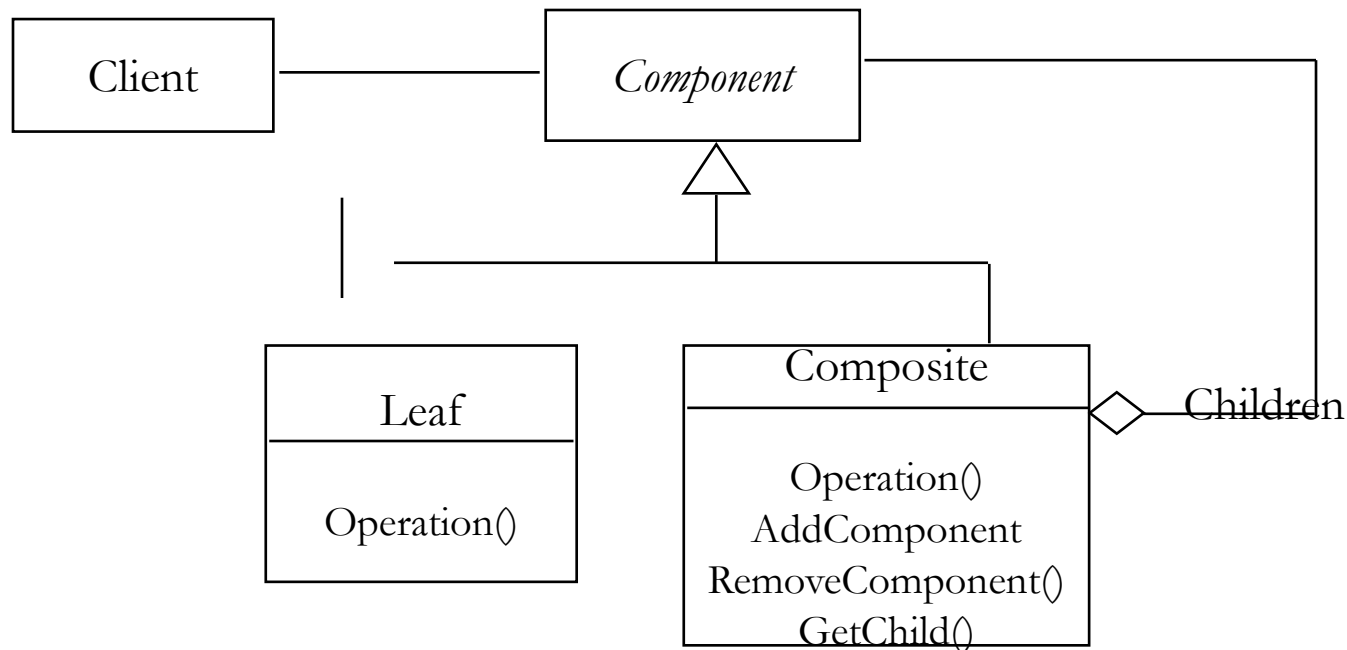 Client
Component
Leaf
Operation()
Composite
Operation()
AddComponent
RemoveComponent()
GetChild()
Children